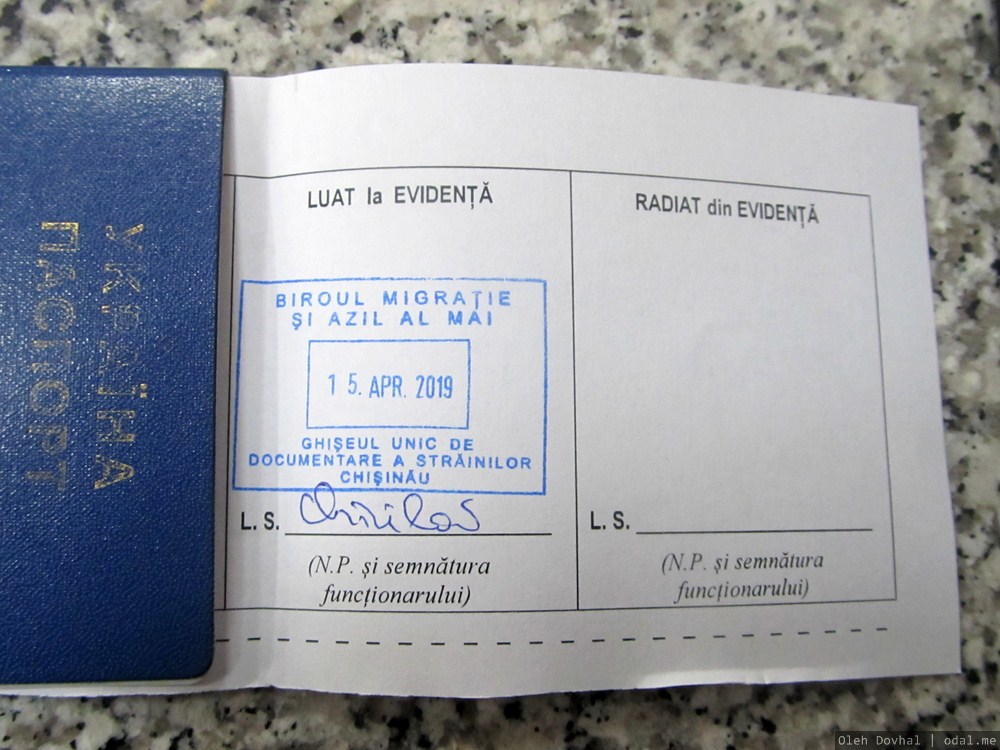 УКРАЇНА
ПАСПОРТ
LUAT la EVIDENȚĂ
BIROUL MIGRAȚIE
ȘI AZIL AL MAI
15. APR. 2019
GHIȘEUL UNIC DE
DOCUMENTARE A STRĂINILOR
CHIȘINĂU
L. S.
(N.P. și semnătura
funcționarului)
RADIAT din EVIDENȚĂ
L. S.
(N.P. și semnătura
funcționarului)
Oleh Dovhal | odal.me